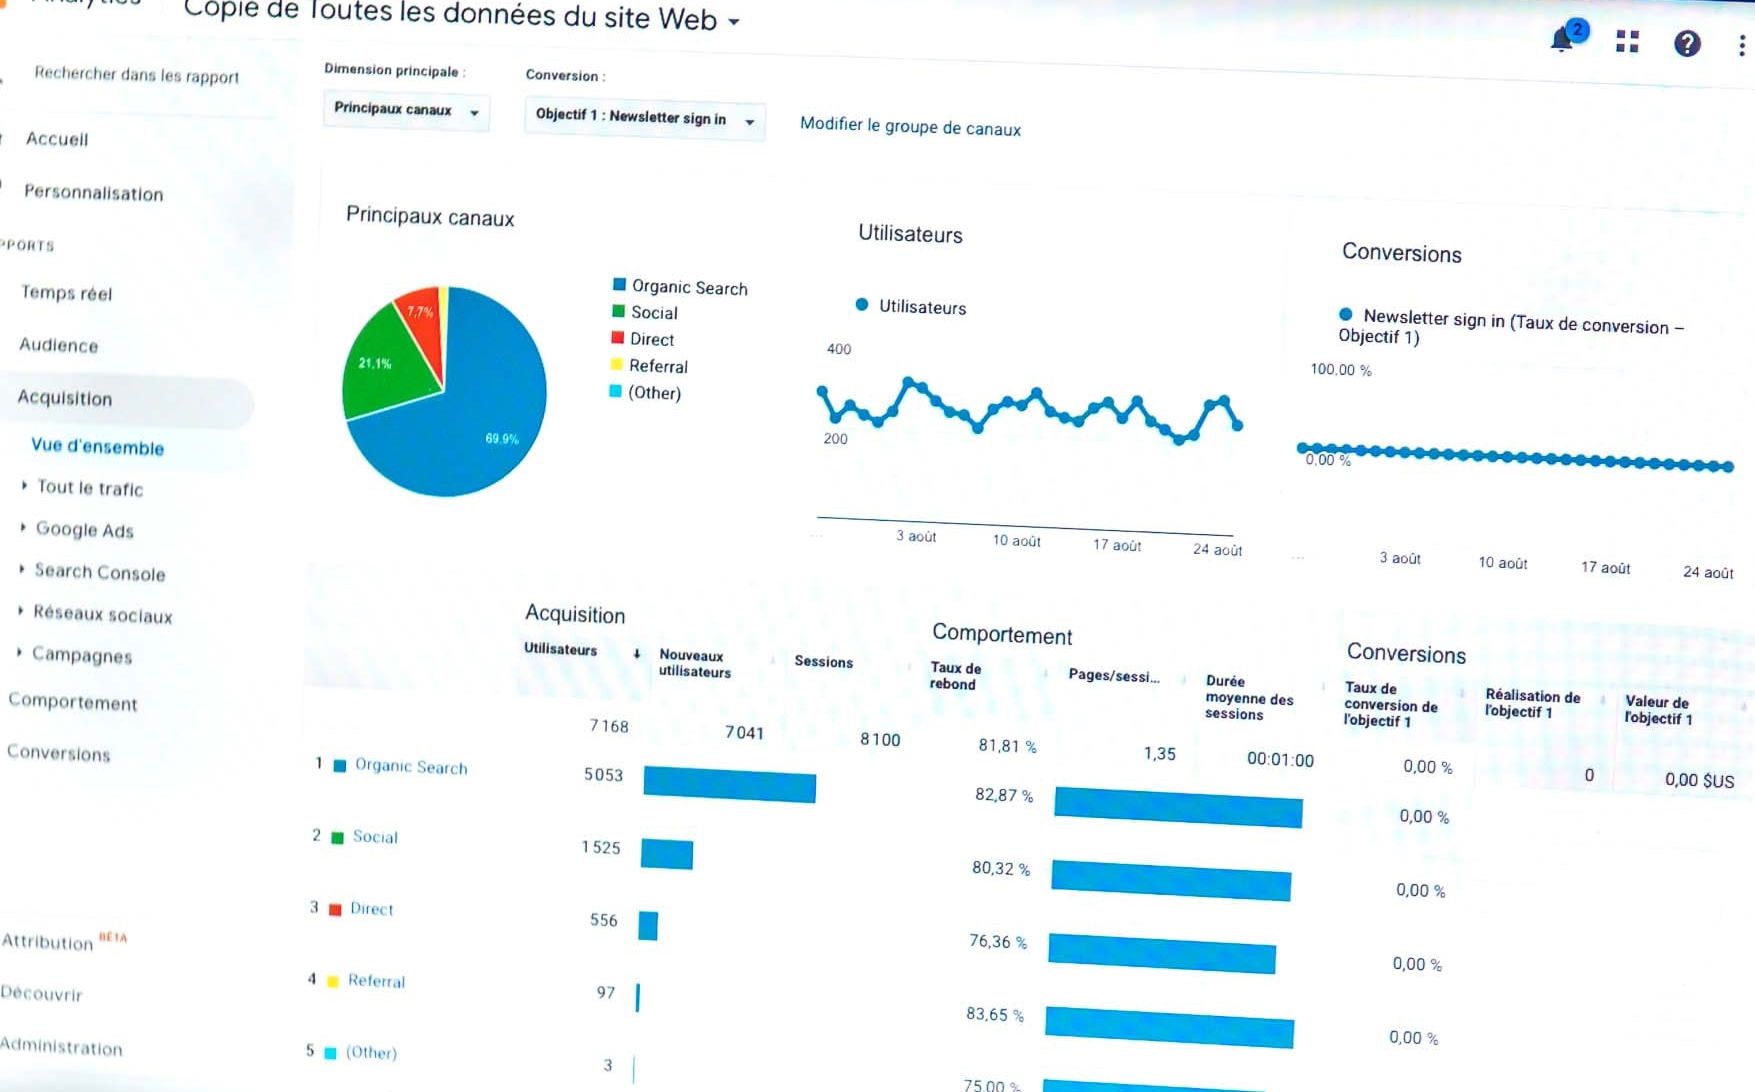 Copie de Toutes les données du site Web
2
Rechercher dans les rapport
Dimension principale :
Conversion :
Principaux canaux
Objectif 1 : Newsletter sign in
Modifier le groupe de canaux
Accueil
Personnalisation
PPORTS
Temps réel
Audience
Acquisition
Vue d'ensemble
Tout le trafic
Google Ads
Search Console
Réseaux sociaux
Campagnes
Comportement
Conversions
Attribution BÊTA
Découvrir
Administration
Principaux canaux
7,7%
21,1%
69,9%
Organic Search
Social
Direct
Referral
(Other)
Utilisateurs
Utilisateurs
400
200
...
3 août
10 août
17 août
24 août
Conversions
Newsletter sign in (Taux de conversion –
Objectif 1)
100,00 %
0,00 %
...
3 août
10 août
17 août
24 août
Acquisition
Comportement
Conversions
Utilisateurs
Nouveaux
utilisateurs
Sessions
Taux de
rebond
Pages/sessi...
Durée
moyenne des
sessions
Taux de
conversion de
l'objectif 1
Réalisation de
l'objectif 1
Valeur de
l'objectif 1
7 168
7 041
8 100
81,81 %
1,35
00:01:00
0,00 %
0
0,00 $US
1 Organic Search
5 053
82,87 %
0,00 %
2 Social
1 525
80,32 %
0,00 %
3 Direct
556
76,36 %
0,00 %
4 Referral
97
83,65 %
0,00 %
5 (Other)
3
75,00 %